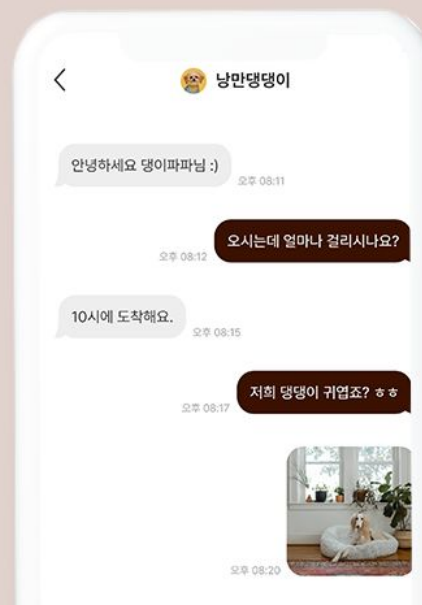 낭만댕댕이
안녕하세요 댕이파파님 :)
오후 08:11
오시는데 얼마나 걸리시나요?
오후 08:12
10시에 도착해요.
오후 08:15
저희 댕댕이 귀엽죠? ㅎㅎ
오후 08:17
오후 08:20